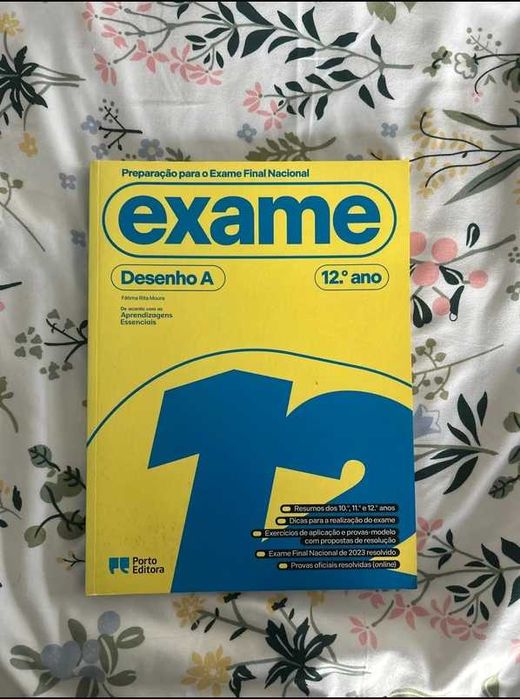 Preparação para o Exame Final Nacional
exame
Desenho A
12.º ano
Fátima Rita Moura
De acordo com as
Aprendizagens
Essenciais
12
Resumos dos 10.º, 11.º e 12.º anos
Dicas para a realização do exame
Exercícios de aplicação e provas-modelo
com propostas de resolução
Exame Final Nacional de 2023 resolvido
Provas oficiais resolvidas (online)
Porto
Editora